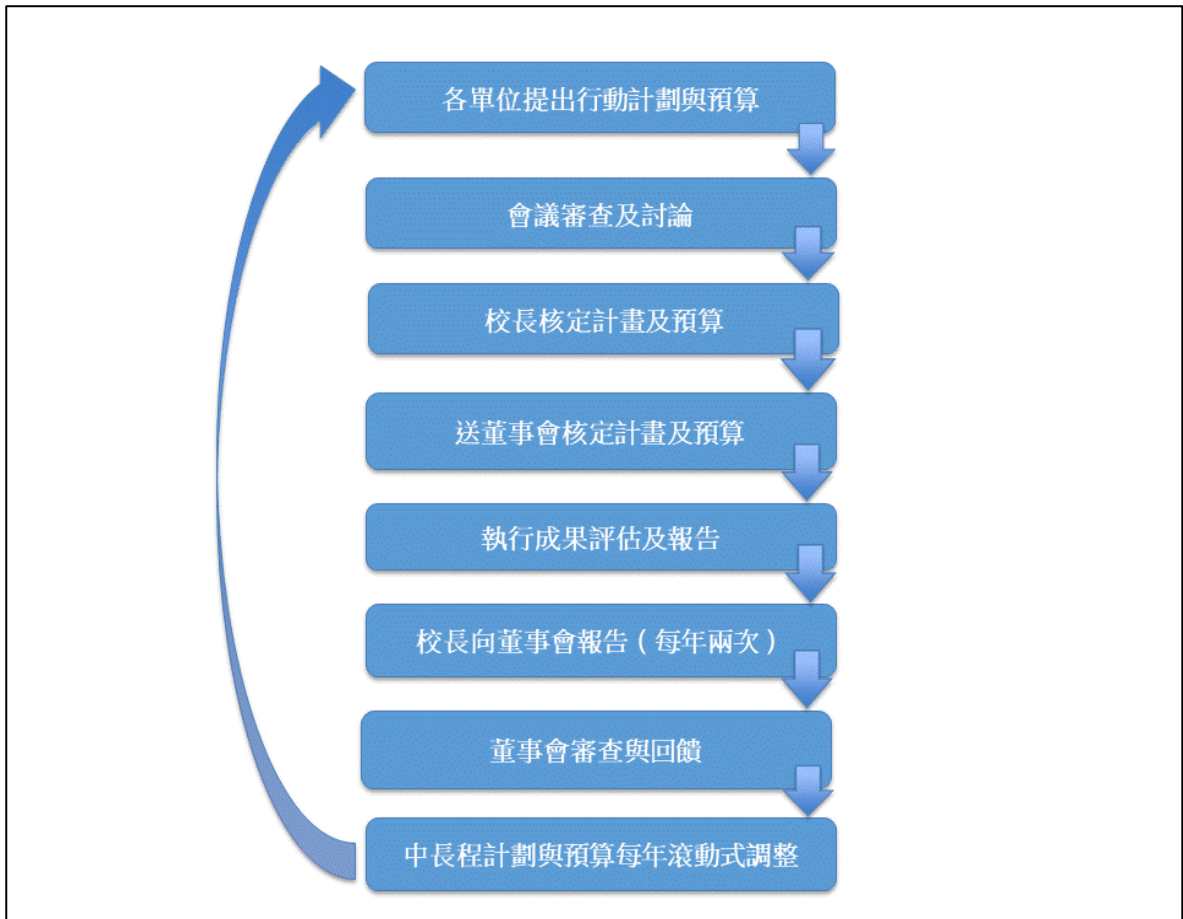 各單位提出行動計劃與預算
會議審查及討論
校長核定計畫及預算
送董事會核定計畫及預算
執行成果評估及報告
校長向董事會報告（每年兩次）
董事會審查與回饋
中長程計劃與預算每年滾動式調整